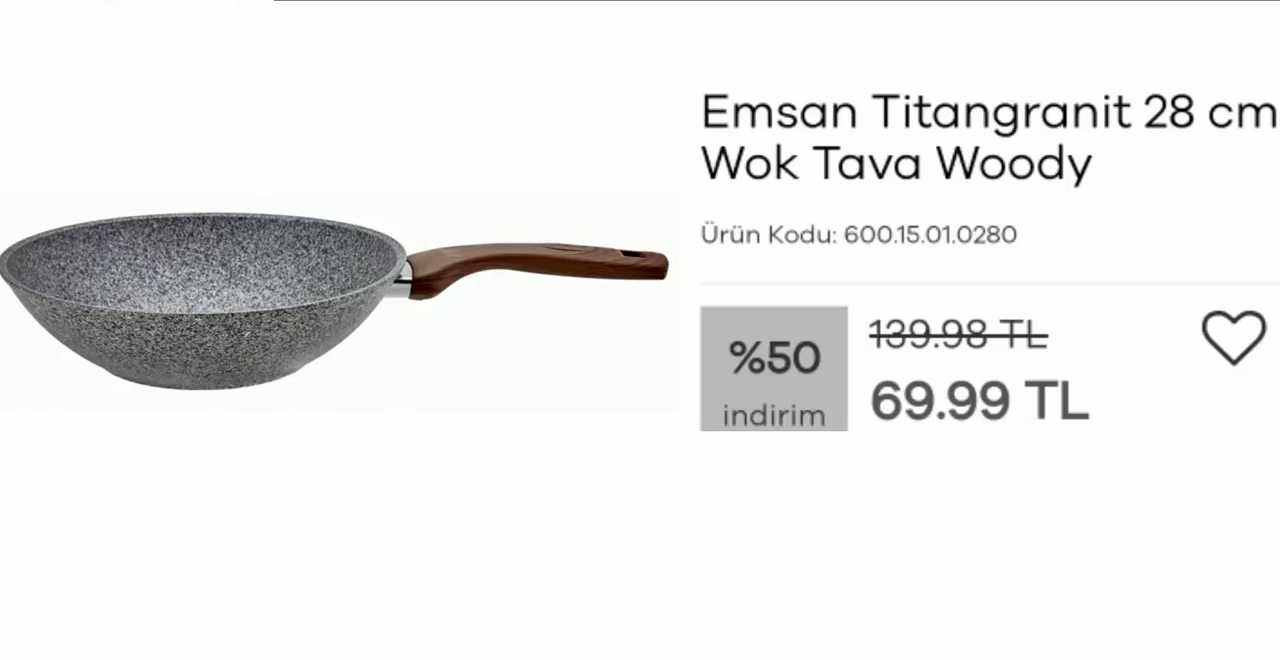 Emsan Titangranit 28 cm
Wok Tava Woody
Ürün Kodu: 600.15.01.0280
%50
indirim
139.98 TL
69.99 TL